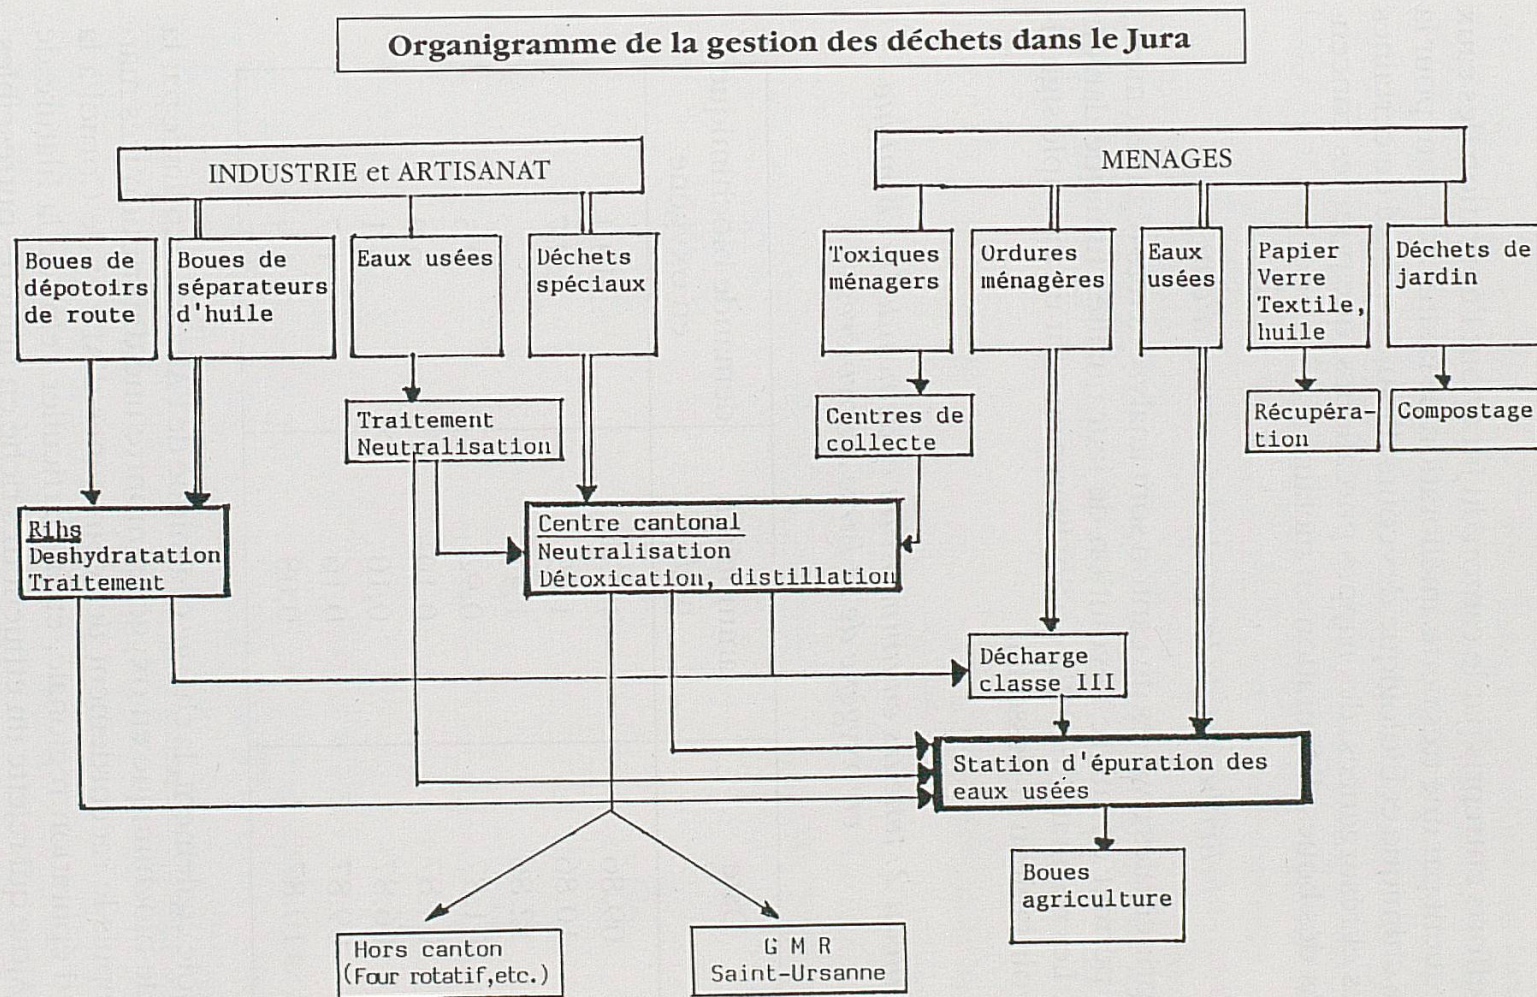 Organigramme de la gestion des déchets dans le Jura
INDUSTRIE et ARTISANAT
MENAGES
Boues de
dépotoirs
de route
Boues de
séparateurs
d'huile
Eaux usées
Déchets
spéciaux
Toxiques
ménagers
Ordures
ménagères
Eaux
usées
Papier
Verre
Textile,
huile
Déchets de
jardin
Traitement
Neutralisation
Centres de
collecte
Récupéra-
tion
Compostage
Rihs
Deshydratation
Traitement
Centre cantonal
Neutralisation
Détoxication, distillation
Décharge
classe III
Station d'épuration des
eaux usées
Boues
agriculture
Hors canton
(Four rotatif,etc.)
G M R
Saint-Ursanne